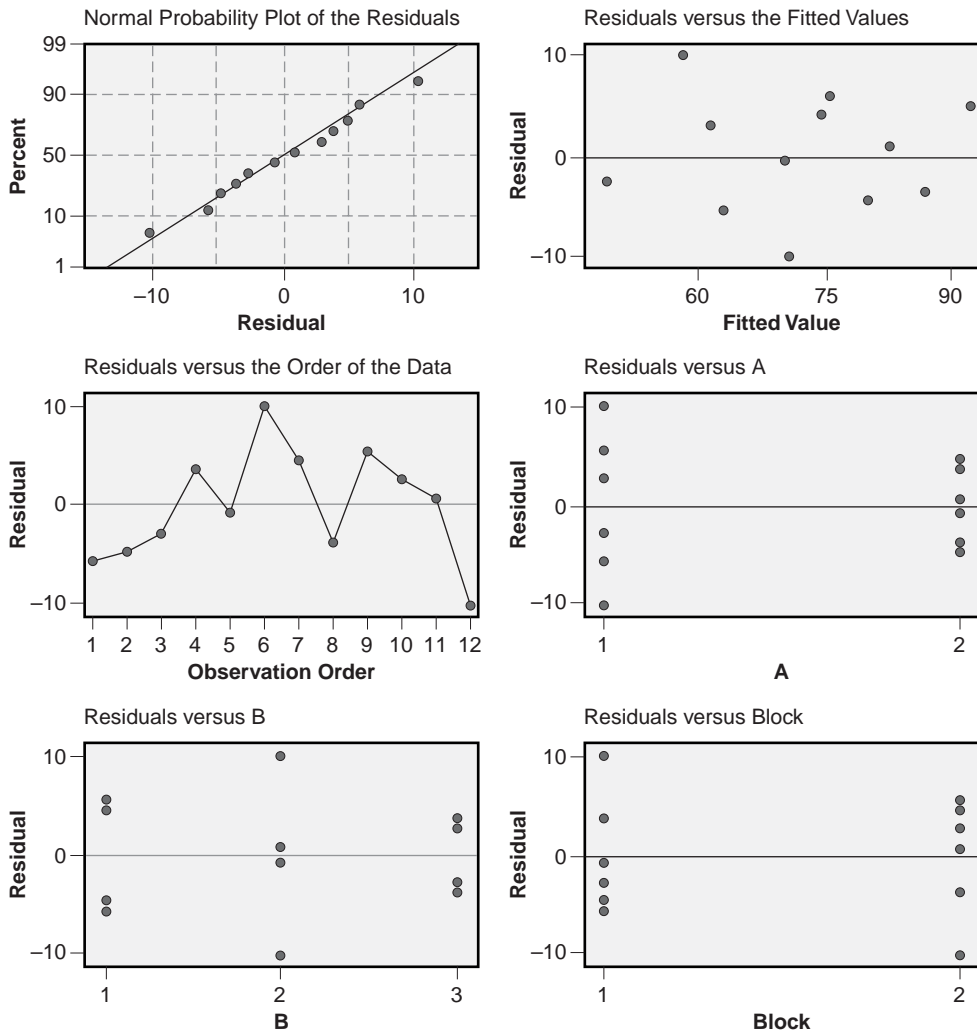 Normal Probability Plot of the Residuals
99
90
50
10
1
Percent
–10 0 10
Residual
Residuals versus the Fitted Values
10
0
–10
Residual
60 75 90
Fitted Value
Residuals versus the Order of the Data
10
0
–10
Residual
1 2 3 4 5 6 7 8 9 10 11 12
Observation Order
Residuals versus A
10
0
–10
Residual
1 2
A
Residuals versus B
10
0
–10
Residual
1 2 3
B
Residuals versus Block
10
0
–10
Residual
1 2
Block